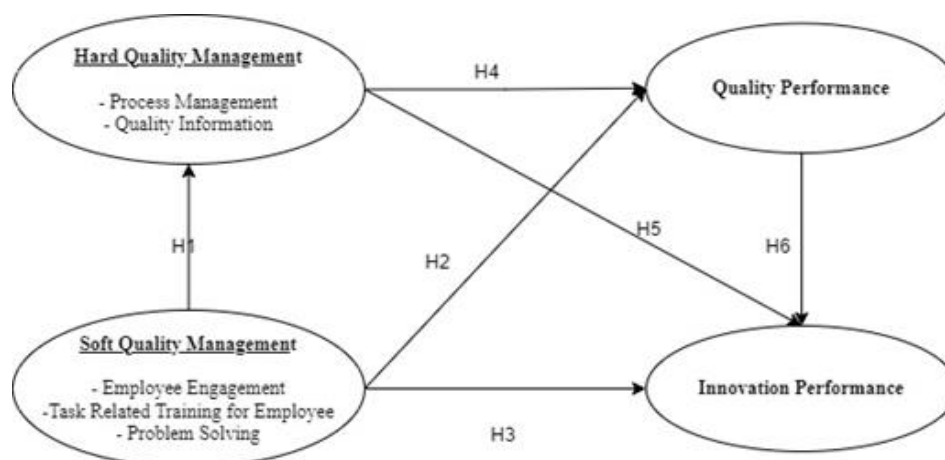 Hard Quality Management
- Process Management
- Quality Information
H4
Quality Performance
H1
H2
H5
H6
Soft Quality Management
- Employee Engagement
-Task Related Training for Employee
- Problem Solving
H3
Innovation Performance